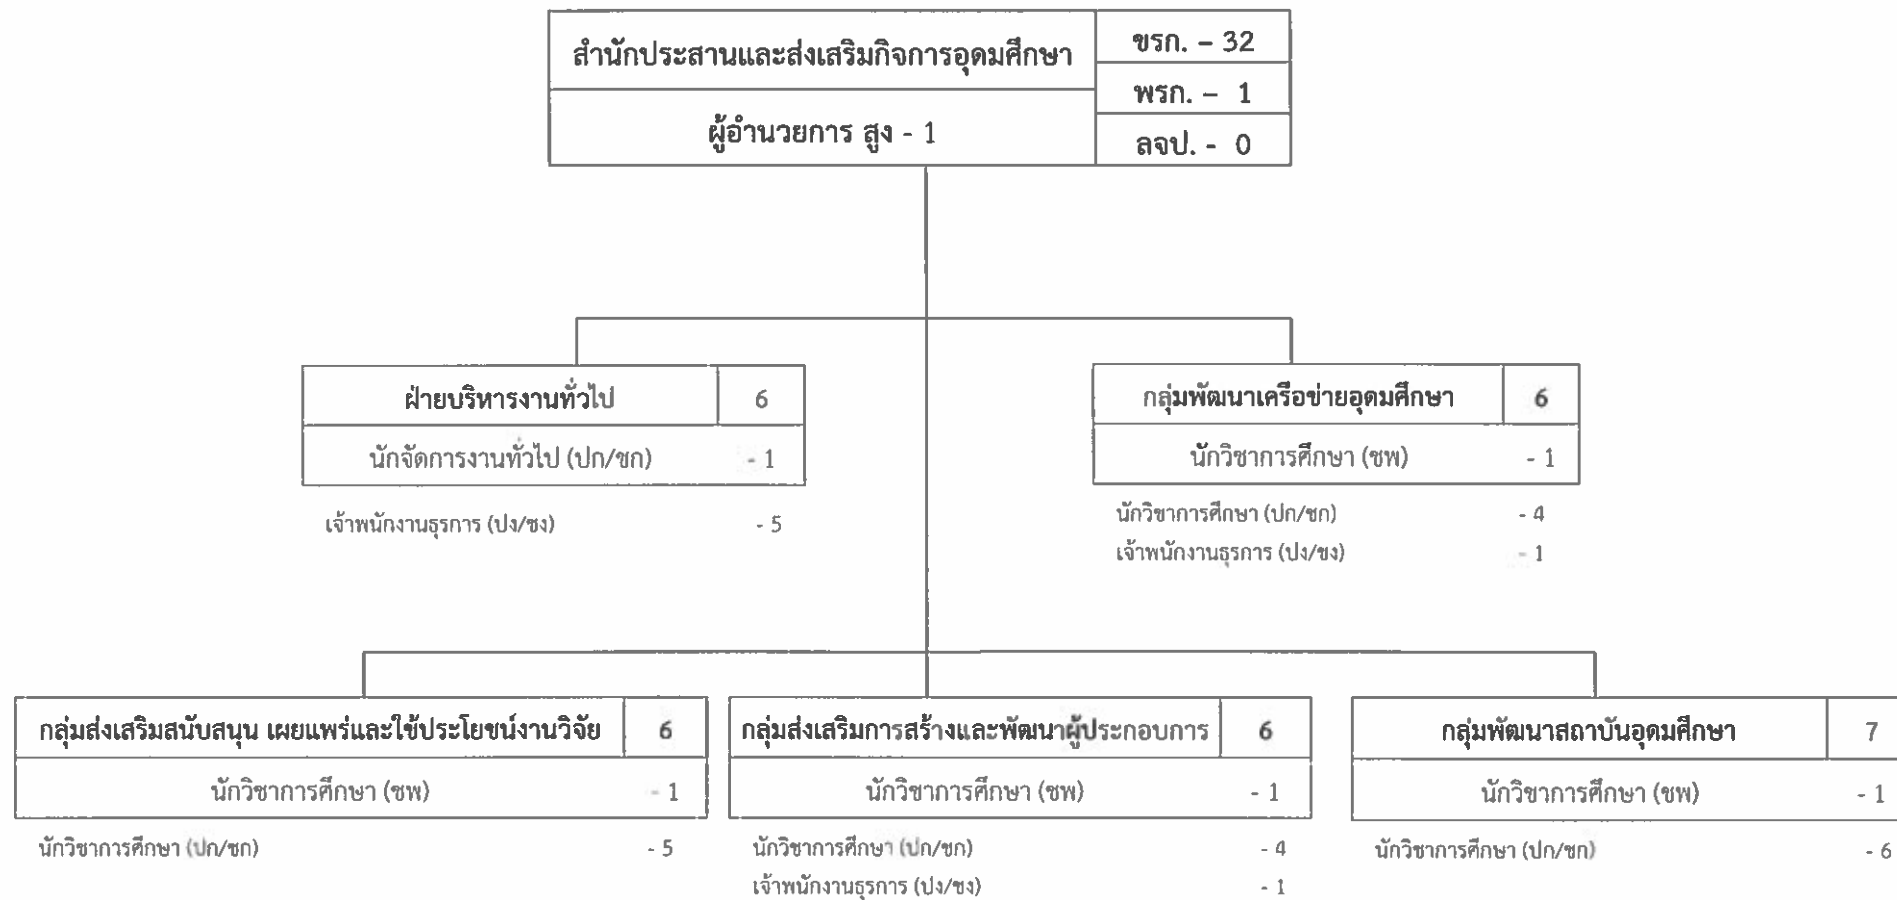 สำนักประสานและส่งเสริมกิจการอุดมศึกษา
ขรก. – 32
พรก. – 1
ผู้อำนวยการ สูง - 1
ลจป. - 0
ฝ่ายบริหารงานทั่วไป 6
นักจัดการงานทั่วไป (ปก/ชก) - 1
เจ้าพนักงานธุรการ (ปง/ชง) - 5
กลุ่มพัฒนาเครือข่ายอุดมศึกษา 6
นักวิชาการศึกษา (ชพ) - 1
นักวิชาการศึกษา (ปก/ชก) - 4
เจ้าพนักงานธุรการ (ปง/ชง) - 1
กลุ่มส่งเสริมสนับสนุน เผยแพร่และใช้ประโยชน์งานวิจัย 6
นักวิชาการศึกษา (ชพ) - 1
นักวิชาการศึกษา (ปก/ชก) - 5
กลุ่มส่งเสริมการสร้างและพัฒนาผู้ประกอบการ 6
นักวิชาการศึกษา (ชพ) - 1
นักวิชาการศึกษา (ปก/ชก) - 4
เจ้าพนักงานธุรการ (ปง/ชง) - 1
กลุ่มพัฒนาสถาบันอุดมศึกษา 7
นักวิชาการศึกษา (ชพ) - 1
นักวิชาการศึกษา (ปก/ชก) - 6